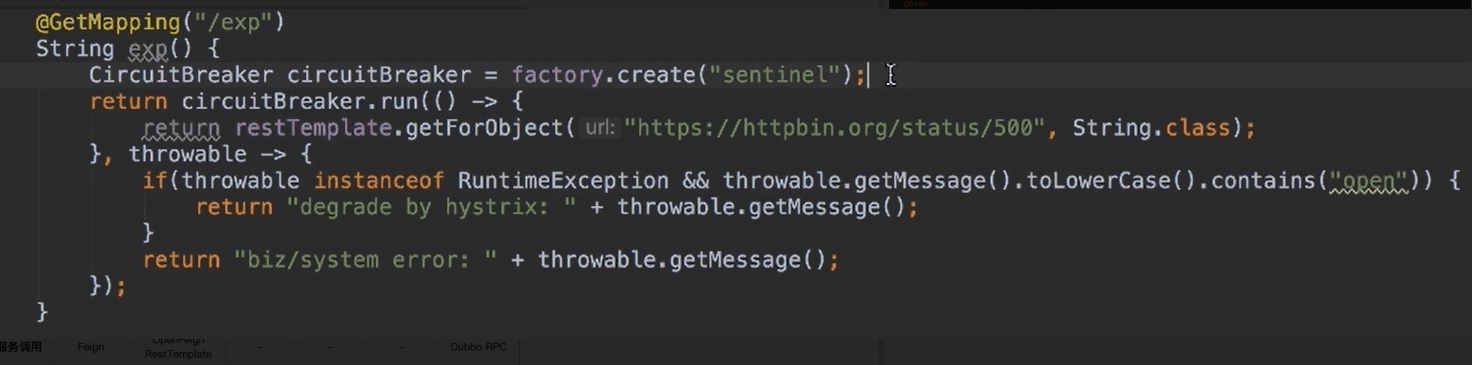 @GetMapping("/exp")
String exp() {
    CircuitBreaker circuitBreaker = factory.create("sentinel");
    return circuitBreaker.run(() -> {
        return restTemplate.getForObject( url: "https://httpbin.org/status/500", String.class);
    }, throwable -> {
        if(throwable instanceof RuntimeException && throwable.getMessage().toLowerCase().contains("open")) {
            return "degrade by hystrix: " + throwable.getMessage();
        }
        return "biz/system error: " + throwable.getMessage();
    });
}
服务调用 Feign OpenFeign – – – Dubbo RPC
RestTemplate